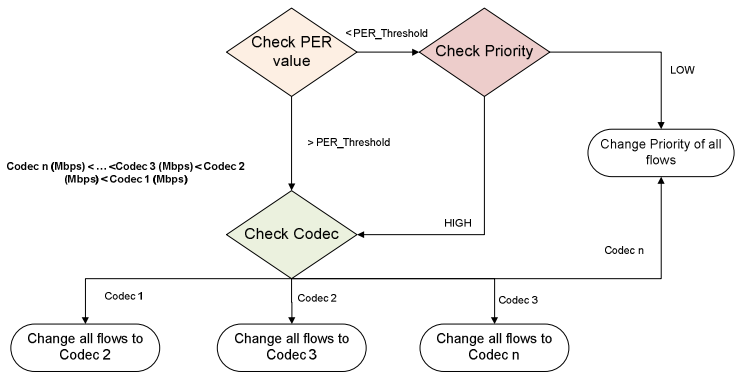 Check PER
value
<PER_Threshold
Check Priority
LOW
> PER_Threshold
Change Priority of all
flows
Codec n (Mbps) < ... <Codec 3 (Mbps) < Codec 2
(Mbps) < Codec 1 (Mbps)
Check Codec
HIGH
Codec n
Codec 1
Codec 2
Codec 3
Change all flows to
Codec 2
Change all flows to
Codec 3
Change all flows to
Codec n